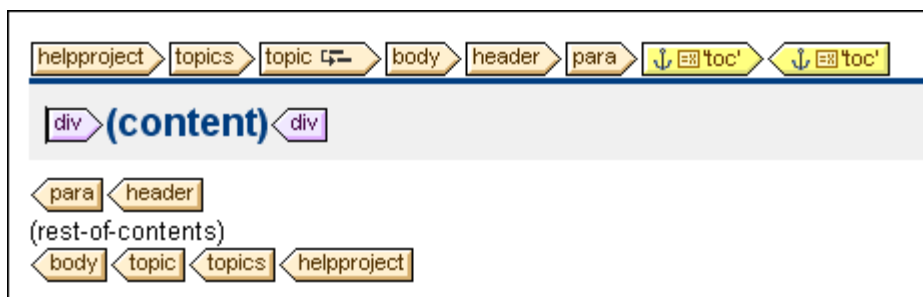 helpproject topics topic body header para 'toc' 'toc'
div (content) div
para header
(rest-of-contents)
body topic topics helpproject